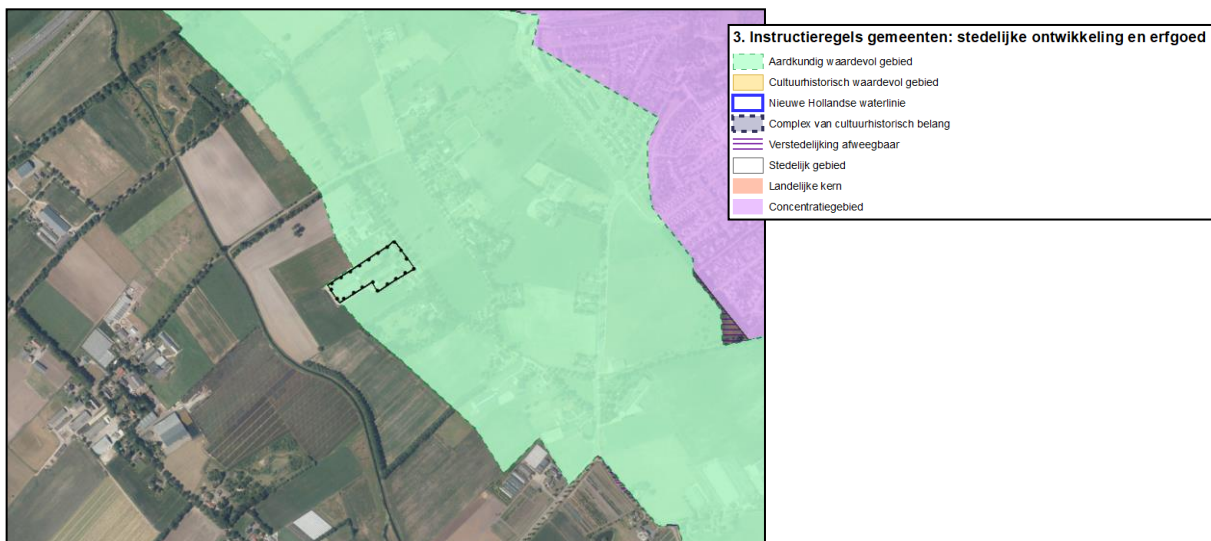 3. Instructieregels gemeenten: stedelijke ontwikkeling en erfgoed
Aardkundig waardevol gebied
Cultuurhistorisch waardevol gebied
Nieuwe Hollandse waterlinie
Complex van cultuurhistorisch belang
Verstedelijking afweegbaar
Stedelijk gebied
Landelijke kern
Concentratiegebied